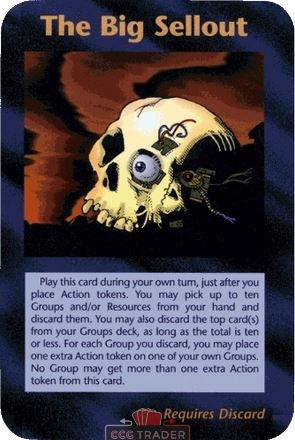 The Big Sellout
Play this card during your own turn, just after you
place Action tokens. You may pick up to ten
Groups and/or Resources from your hand and
discard them. You may also discard the top card(s)
from your Groups deck, as long as the total is ten
or less. For each Group you discard, you may place
one extra Action token on one of your own Groups.
No Group may get more than one extra Action
token from this card.
Requires Discard
CCG TRADER